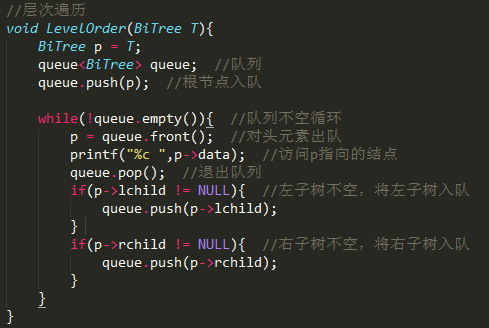 //层次遍历
void LevelOrder(BiTree T){
    BiTree p = T;
    queue<BiTree> queue;  //队列
    queue.push(p);  //根节点入队

    while(!queue.empty()){  //队列不空循环
        p = queue.front();  //对头元素出队
        printf("%c ",p->data);  //访问p指向的结点
        queue.pop();  //退出队列
        if(p->lchild != NULL){  //左子树不空，将左子树入队
            queue.push(p->lchild);
        }
        if(p->rchild != NULL){  //右子树不空，将右子树入队
            queue.push(p->rchild);
        }
    }
}